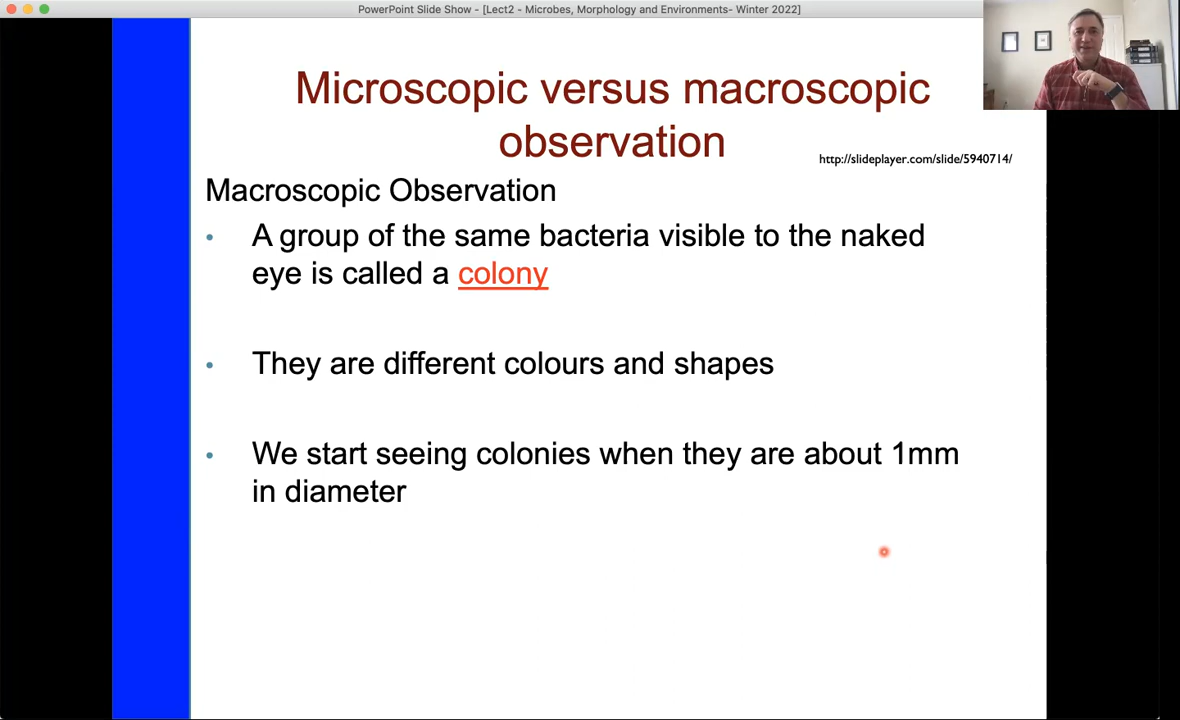 PowerPoint Slide Show - [Lect2 - Microbes, Morphology and Environments- Winter 2022]
Microscopic versus macroscopic
observation
http://slideplayer.com/slide/5940714/
Macroscopic Observation
• A group of the same bacteria visible to the naked
eye is called a colony
• They are different colours and shapes
• We start seeing colonies when they are about 1mm
in diameter